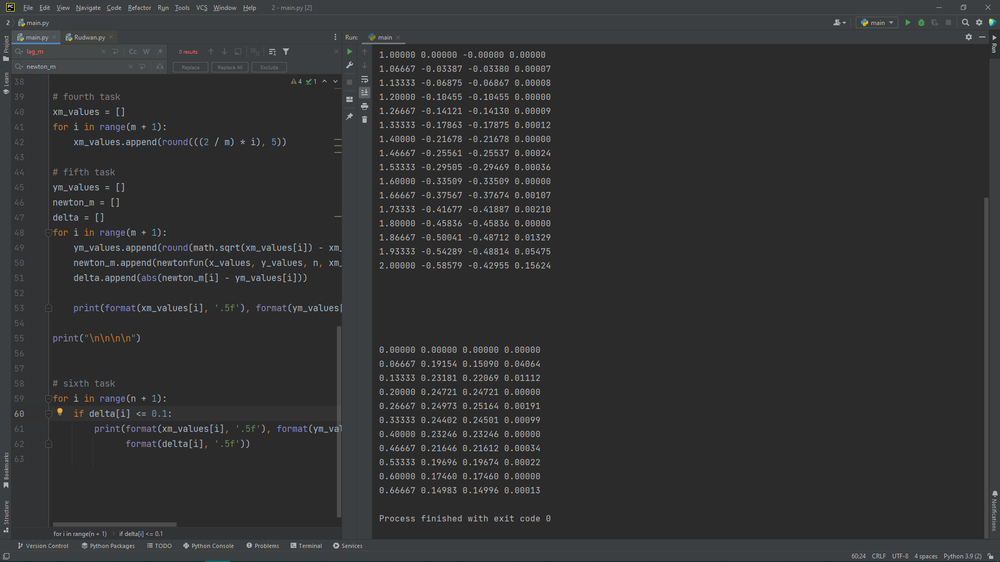 PC File Edit View Navigate Code Refactor Run Tools VCS Window Help 2 - main.py [2]
2 main.py main
main.py Rudwan.py Run: main
lag_m Cc W .* 0 results
newton_m Replace Replace All Exclude
4 1
38
39 # fourth task
40 xm_values = []
41 for i in range(m + 1):
42 xm_values.append(round(((2 / m) * i), 5))
43
44 # fifth task
45 ym_values = []
46 newton_m = []
47 delta = []
48 for i in range(m + 1):
49 ym_values.append(round(math.sqrt(xm_values[i]) - xm_
50 newton_m.append(newtonfun(x_values, y_values, n, xm_
51 delta.append(abs(newton_m[i] - ym_values[i]))
52
53 print(format(xm_values[i], '.5f'), format(ym_values[
54
55 print("\n\n\n\n")
56
57
58 # sixth task
59 for i in range(n + 1):
60 if delta[i] <= 0.1:
61 print(format(xm_values[i], '.5f'), format(ym_val
62 format(delta[i], '.5f'))
63
for i in range(n + 1) › if delta[i] <= 0.1
1.00000 0.00000 -0.00000 0.00000
1.06667 -0.03387 -0.03380 0.00007
1.13333 -0.06875 -0.06867 0.00008
1.20000 -0.10455 -0.10455 0.00000
1.26667 -0.14121 -0.14130 0.00009
1.33333 -0.17863 -0.17875 0.00012
1.40000 -0.21678 -0.21678 0.00000
1.46667 -0.25561 -0.25537 0.00024
1.53333 -0.29505 -0.29469 0.00036
1.60000 -0.33509 -0.33509 0.00000
1.66667 -0.37567 -0.37674 0.00107
1.73333 -0.41677 -0.41887 0.00210
1.80000 -0.45836 -0.45836 0.00000
1.86667 -0.50041 -0.48712 0.01329
1.93333 -0.54289 -0.48814 0.05475
2.00000 -0.58579 -0.42955 0.15624
0.00000 0.00000 0.00000 0.00000
0.06667 0.19154 0.15090 0.04064
0.13333 0.23181 0.22069 0.01112
0.20000 0.24721 0.24721 0.00000
0.26667 0.24973 0.25164 0.00191
0.33333 0.24402 0.24501 0.00099
0.40000 0.23246 0.23246 0.00000
0.46667 0.21646 0.21612 0.00034
0.53333 0.19696 0.19674 0.00022
0.60000 0.17460 0.17460 0.00000
0.66667 0.14983 0.14996 0.00013
Process finished with exit code 0
Project
Learn
Bookmarks
Structure
Run
Notifications
Version Control Python Packages TODO Python Console Problems Terminal Services
60:24 CRLF UTF-8 4 spaces Python 3.9 (2)